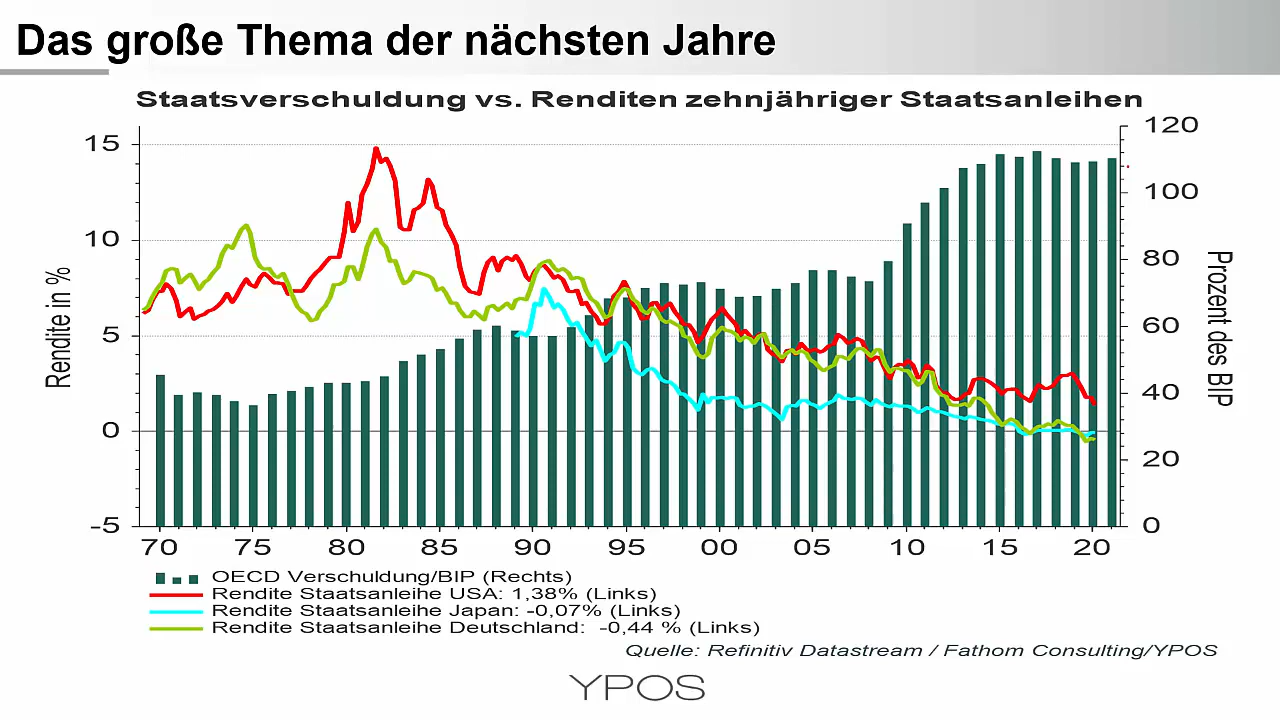 Das große Thema der nächsten Jahre
Staatsverschuldung vs. Renditen zehnjähriger Staatsanleihen
15
10
5
0
-5
Rendite in %
120
100
80
60
40
20
0
Prozent des BIP
70 75 80 85 90 95 00 05 10 15 20
OECD Verschuldung/BIP (Rechts)
Rendite Staatsanleihe USA: 1,38% (Links)
Rendite Staatsanleihe Japan: -0,07% (Links)
Rendite Staatsanleihe Deutschland: -0,44 % (Links)
Quelle: Refinitiv Datastream / Fathom Consulting/YPOS
YPOS